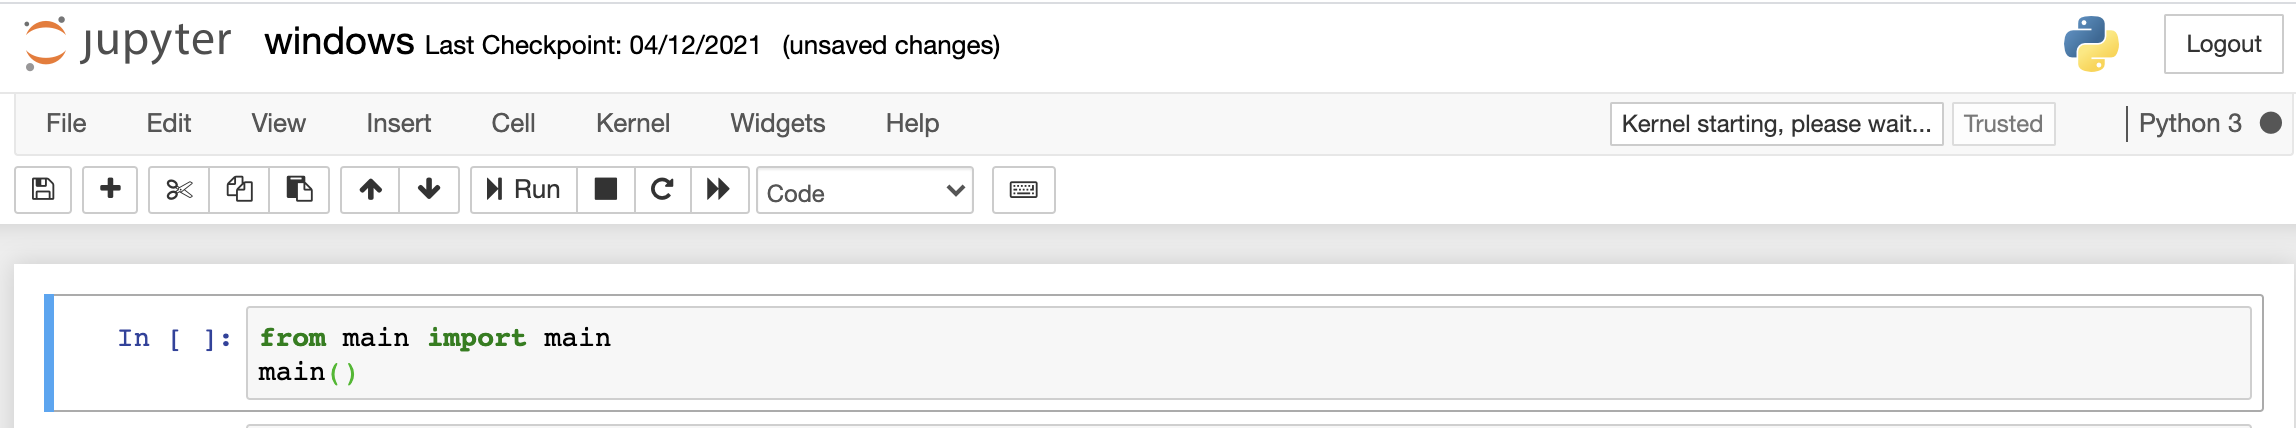 jupyter windows Last Checkpoint: 04/12/2021 (unsaved changes) Logout
File Edit View Insert Cell Kernel Widgets Help Kernel starting, please wait... Trusted Python 3
Run Code
In [ ]: from main import main
main()